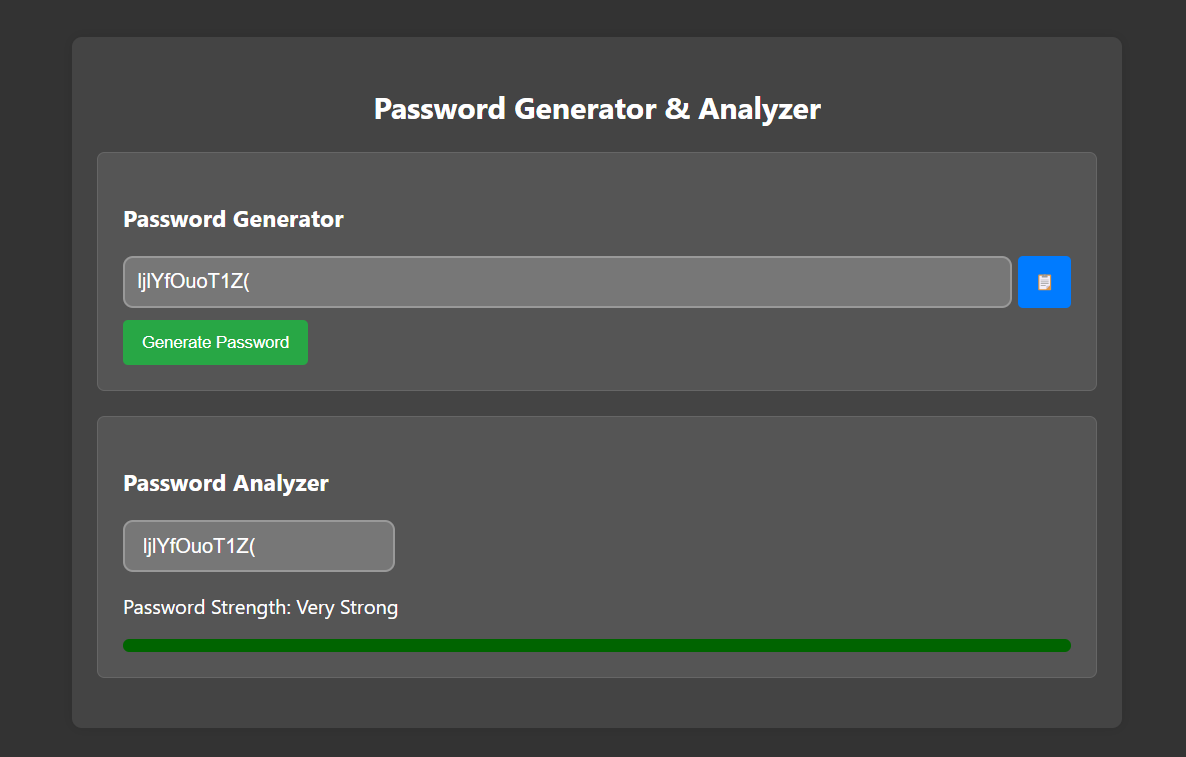 Password Generator & Analyzer
Password Generator
ljlYfOuoT1Z(
Generate Password
Password Analyzer
ljlYfOuoT1Z(
Password Strength: Very Strong